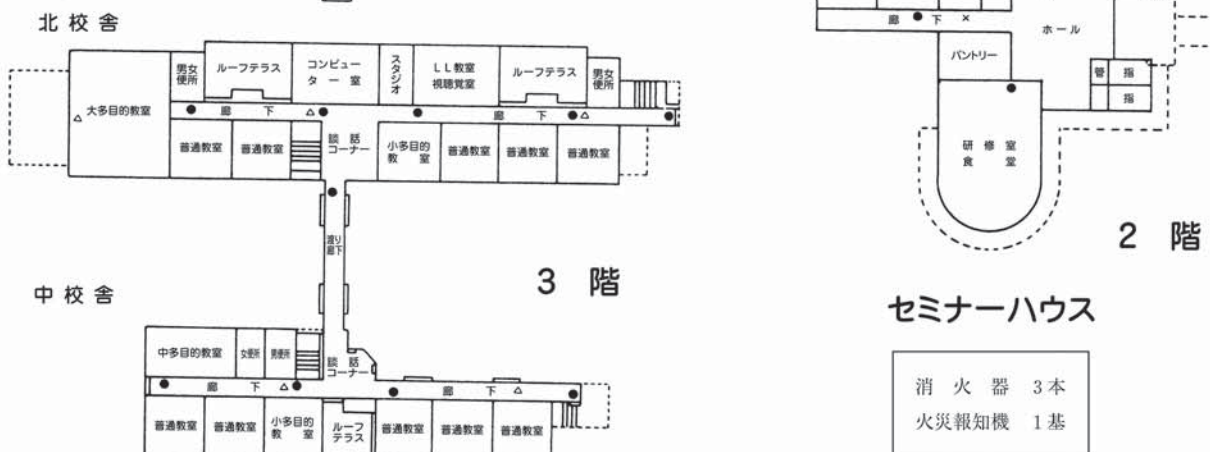 北校舎
大多目的教室
男女便所
ルーフテラス
コンピューター室
スタジオ
LL教室
視聴覚室
ルーフテラス
男女便所
廊下
廊下
普通教室
普通教室
談話コーナー
小多目的教室
普通教室
普通教室
普通教室
渡り廊下
3階
中校舎
中多目的教室
女便所
男便所
談話コーナー
廊下
廊下
普通教室
普通教室
小多目的教室
ルーフテラス
普通教室
普通教室
普通教室
廊下
ホール
パントリー
管
指
指
研修室
食堂
2階
セミナーハウス
消火器 3本
火災報知機 1基